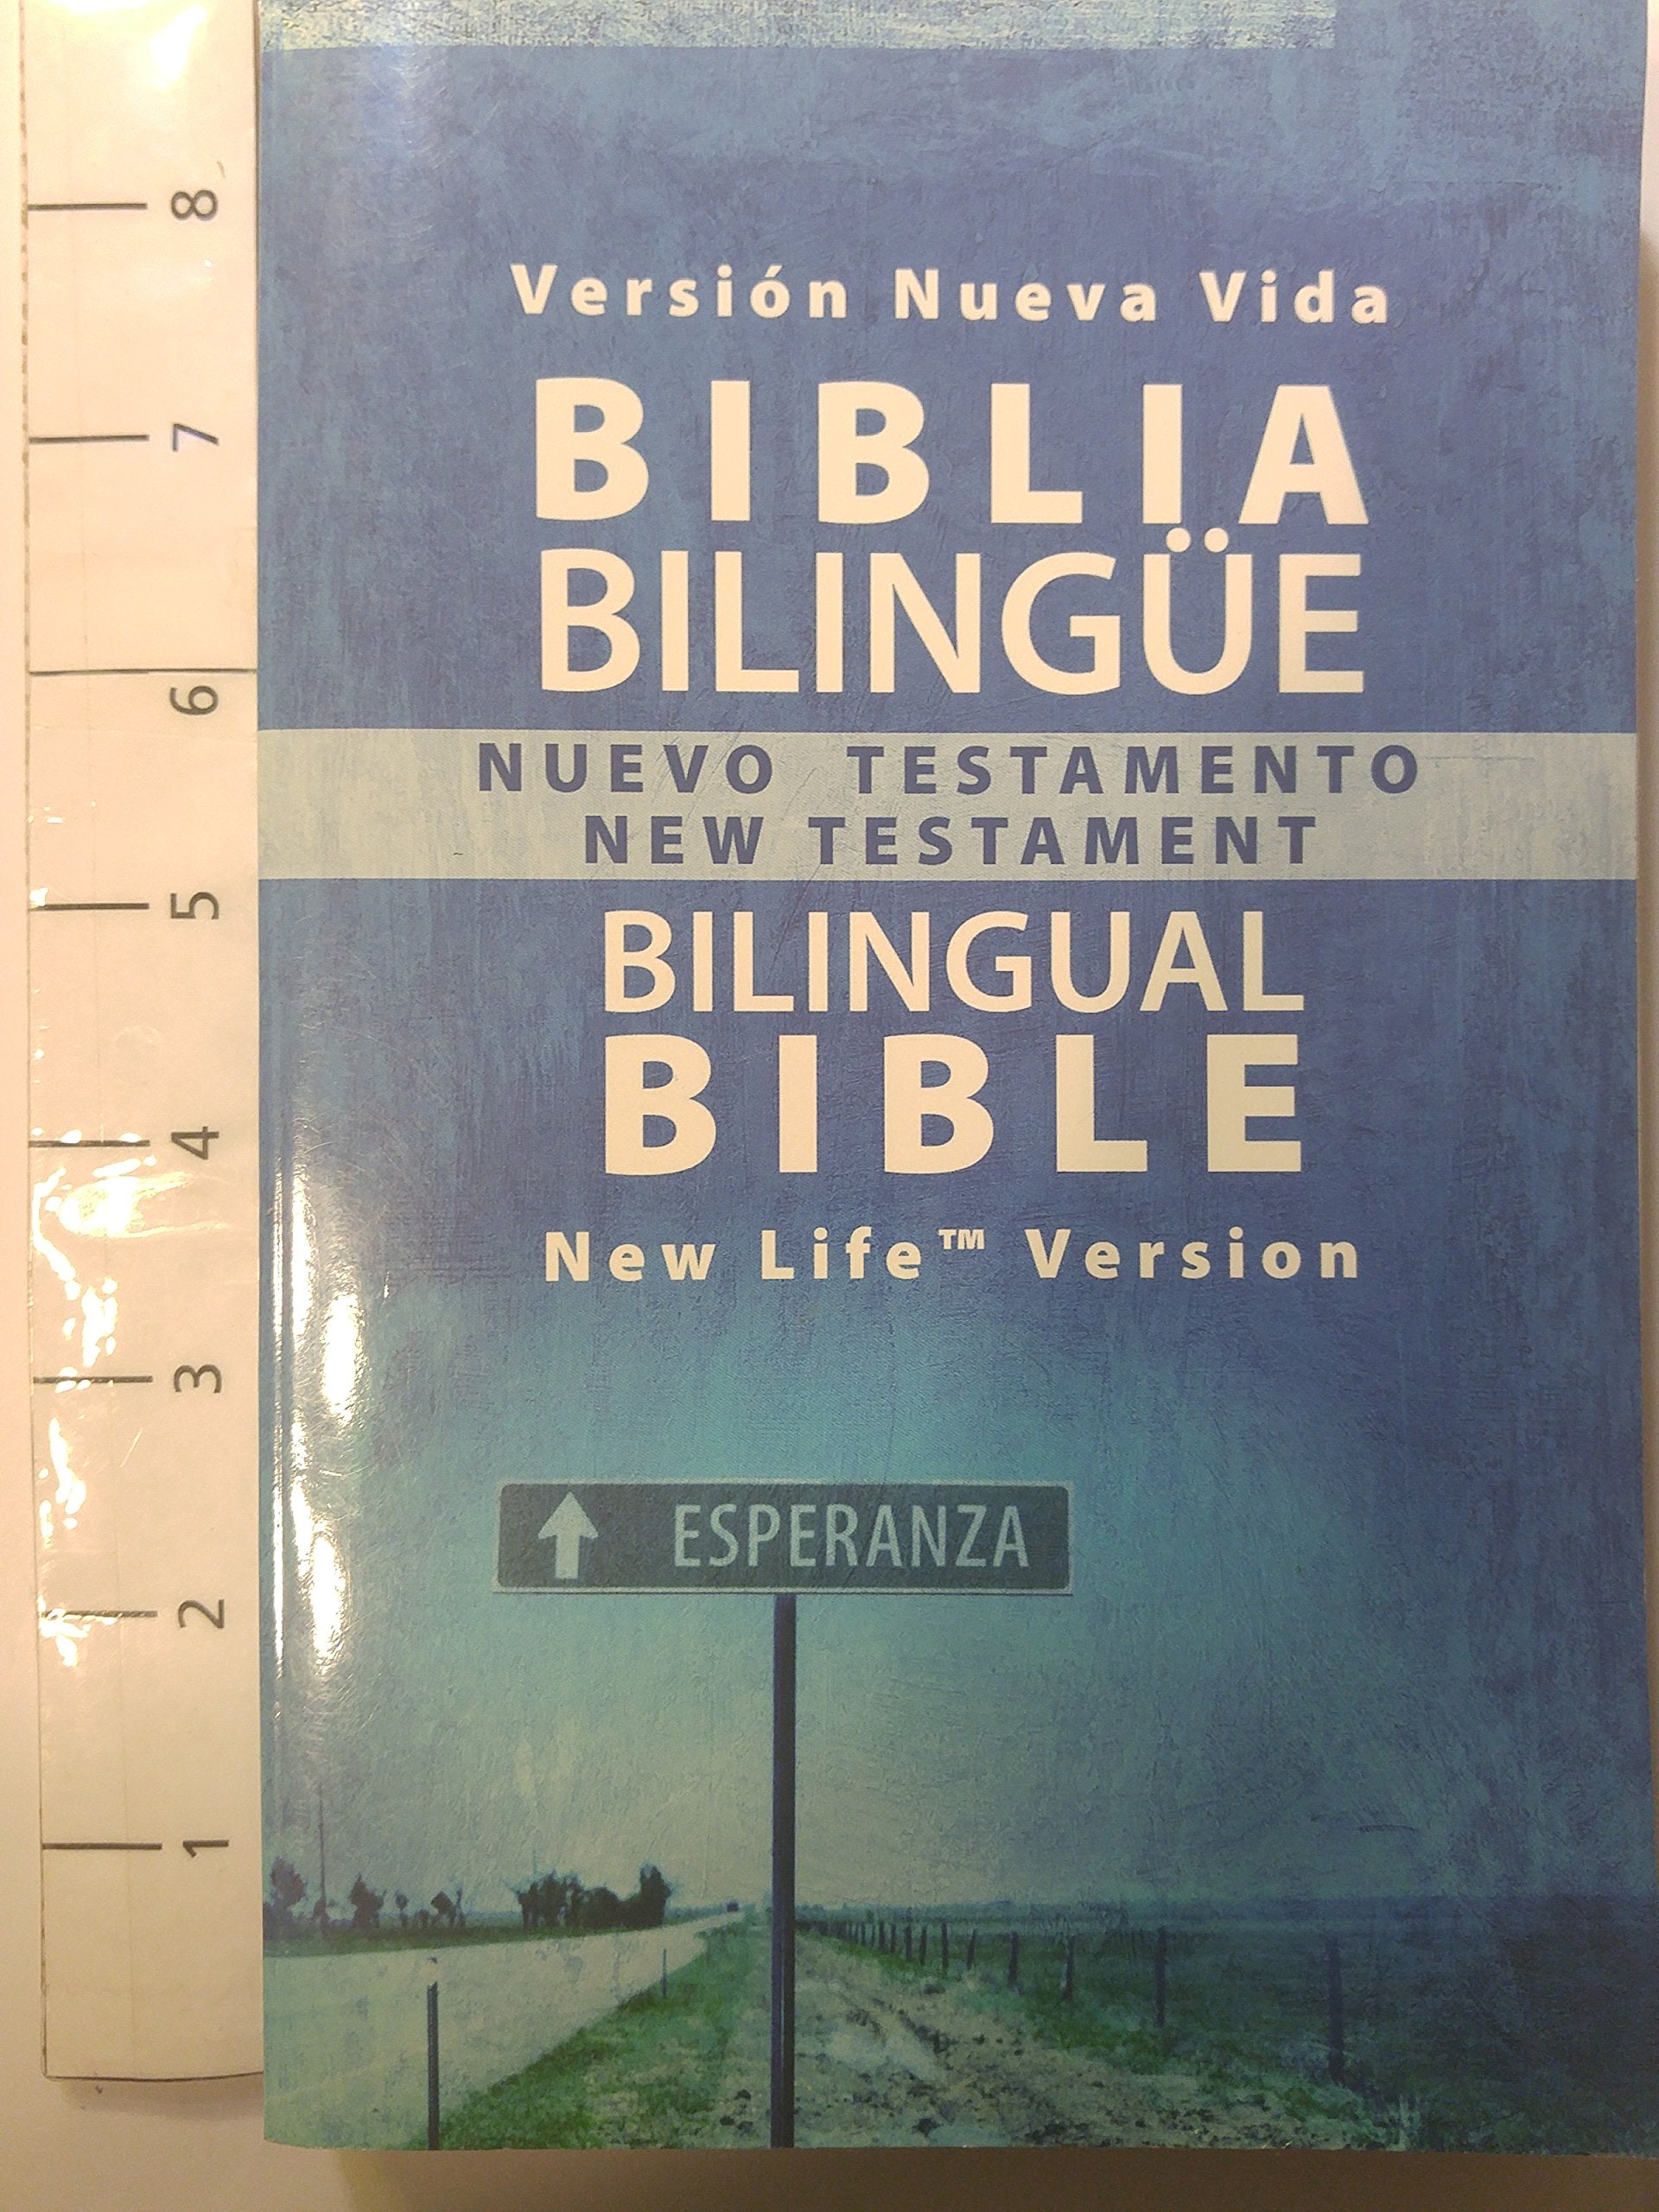 Versión Nueva Vida
BIBLIA
BILINGÜE
NUEVO TESTAMENTO
NEW TESTAMENT
BILINGUAL
BIBLE
New Life™ Version
ESPERANZA
8
7
6
5
4
3
2
1